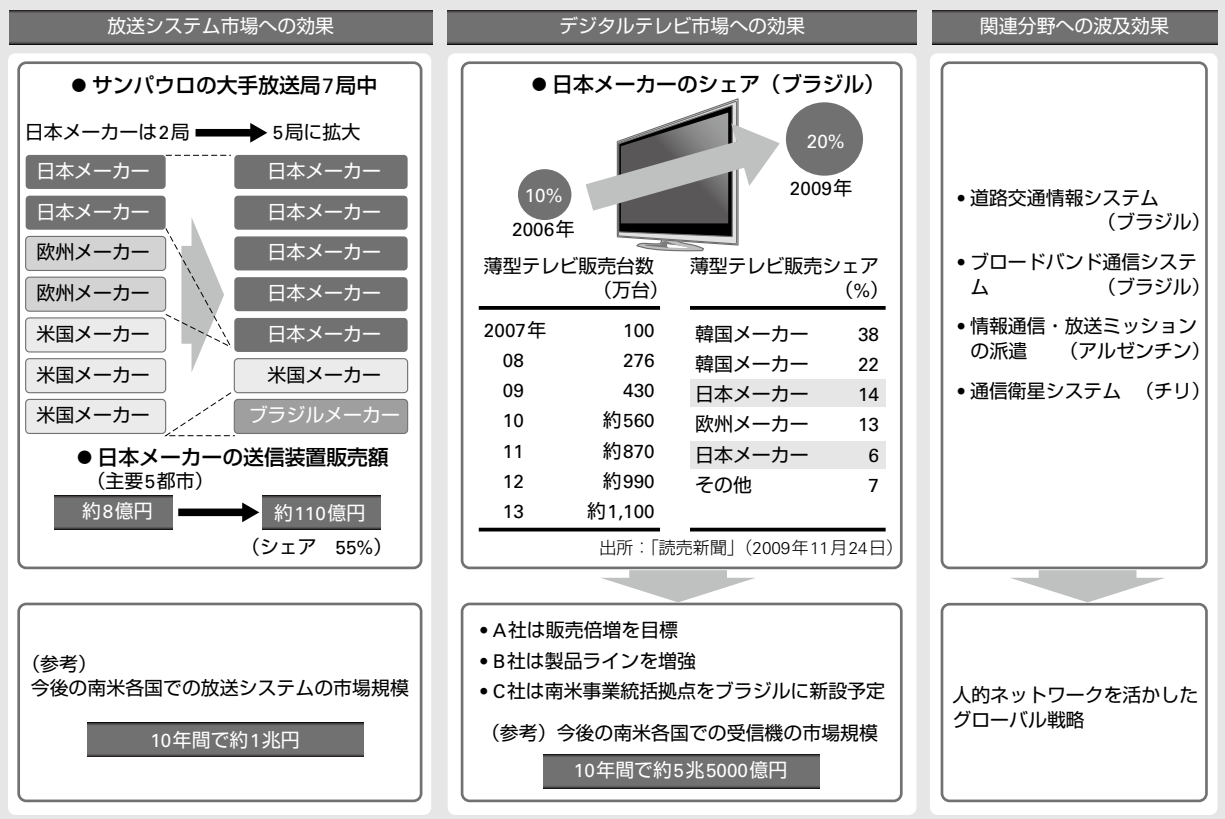 放送システム市場への効果
● サンパウロの大手放送局7局中
日本メーカーは2局 5局に拡大
日本メーカー 日本メーカー
日本メーカー 日本メーカー
欧州メーカー 日本メーカー
欧州メーカー 日本メーカー
米国メーカー 日本メーカー
米国メーカー 米国メーカー
米国メーカー ブラジルメーカー
● 日本メーカーの送信装置販売額
（主要5都市）
約8億円 約110億円
（シェア 55%）
（参考）
今後の南米各国での放送システムの市場規模
10年間で約1兆円
デジタルテレビ市場への効果
● 日本メーカーのシェア（ブラジル）
10%
2006年
20%
2009年
薄型テレビ販売台数
（万台）
2007年 100
08 276
09 430
10 約560
11 約870
12 約990
13 約1,100
薄型テレビ販売シェア
（%）
韓国メーカー 38
韓国メーカー 22
日本メーカー 14
欧州メーカー 13
日本メーカー 6
その他 7
出所：「読売新聞」（2009年11月24日）
• A社は販売倍増を目標
• B社は製品ラインを増強
• C社は南米事業統括拠点をブラジルに新設予定
（参考）今後の南米各国での受信機の市場規模
10年間で約5兆5000億円
関連分野への波及効果
• 道路交通情報システム
（ブラジル）
• ブロードバンド通信システ
ム （ブラジル）
• 情報通信・放送ミッション
の派遣 （アルゼンチン）
• 通信衛星システム （チリ）
人的ネットワークを活かした
グローバル戦略